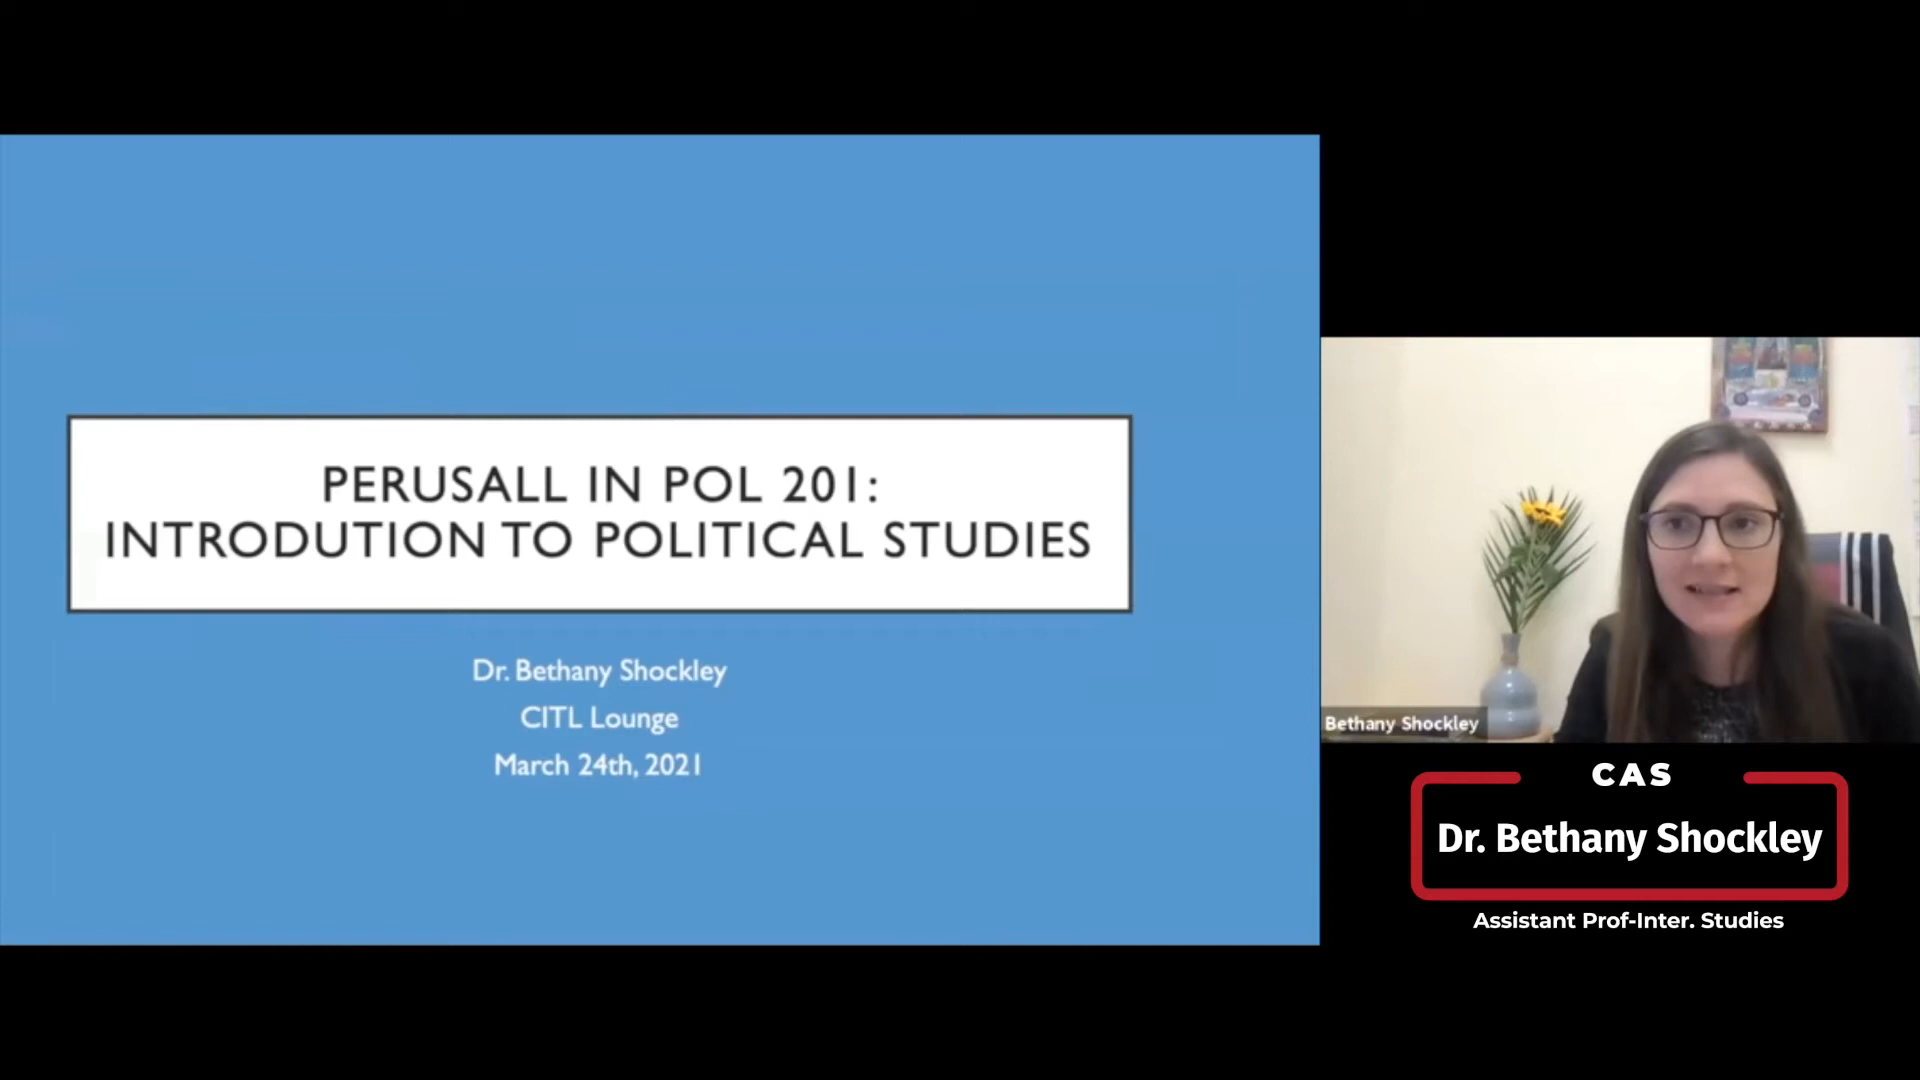 PERUSALL IN POL 201:
INTRODUTION TO POLITICAL STUDIES
Dr. Bethany Shockley
CITL Lounge
March 24th, 2021
Bethany Shockley
CAS
Dr. Bethany Shockley
Assistant Prof-Inter. Studies